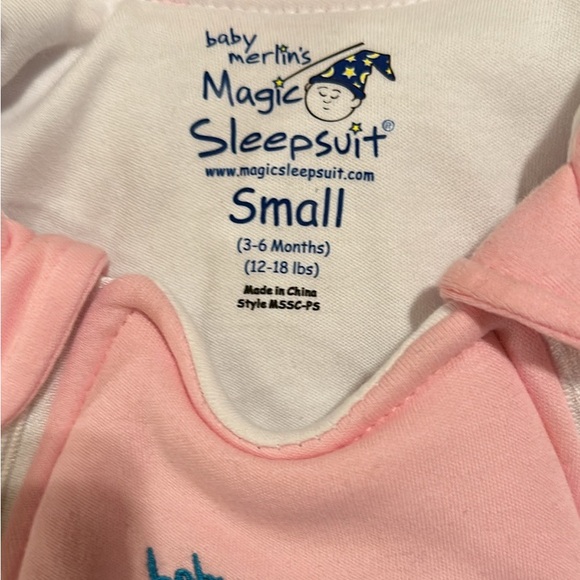 baby
merlin's
Magic
Sleepsuit®
www.magicsleepsuit.com
Small
(3-6 Months)
(12-18 lbs)
Made in China
Style MSSC-PS
baby